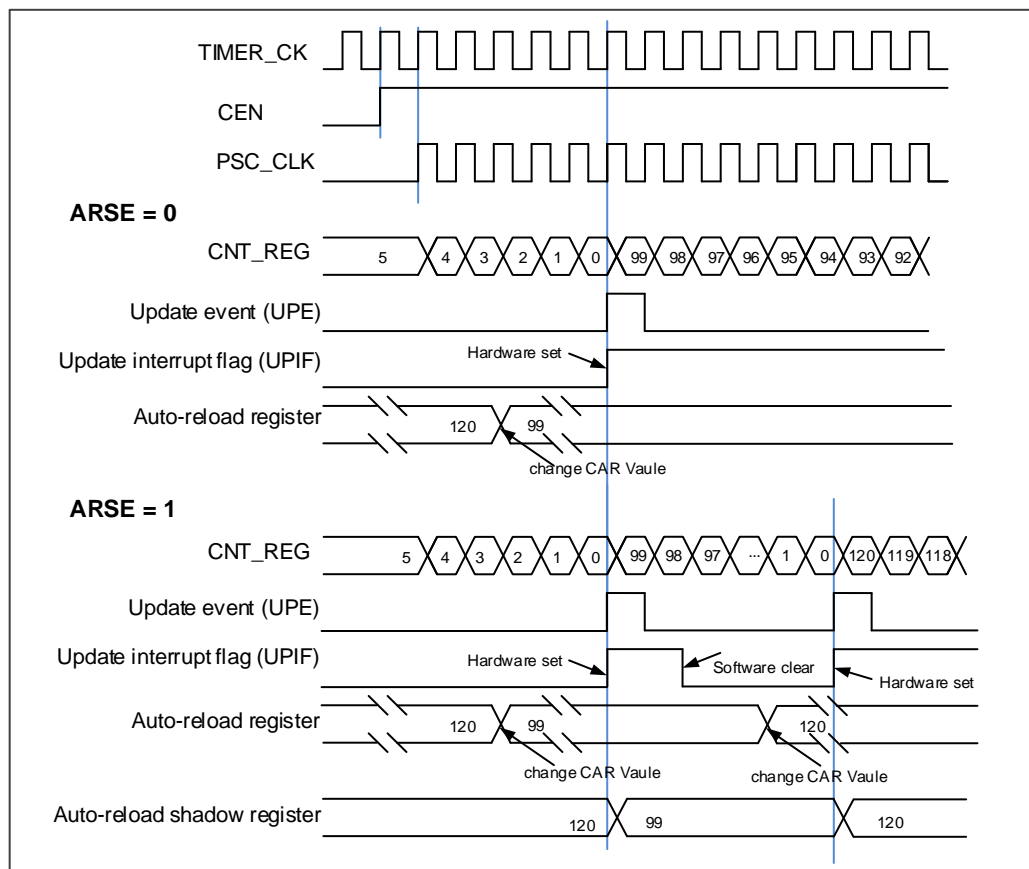 TIMER_CK
CEN
PSC_CLK
ARSE = 0
CNT_REG 5 4 3 2 1 0 99 98 97 96 95 94 93 92
Update event (UPE)
Update interrupt flag (UPIF) Hardware set
Auto-reload register 120 99
change CAR Vaule
ARSE = 1
CNT_REG 5 4 3 2 1 0 99 98 97 ... 1 0 120 119 118
Update event (UPE)
Update interrupt flag (UPIF) Hardware set Software clear Hardware set
Auto-reload register 120 99 120
change CAR Vaule change CAR Vaule
Auto-reload shadow register 120 99 120